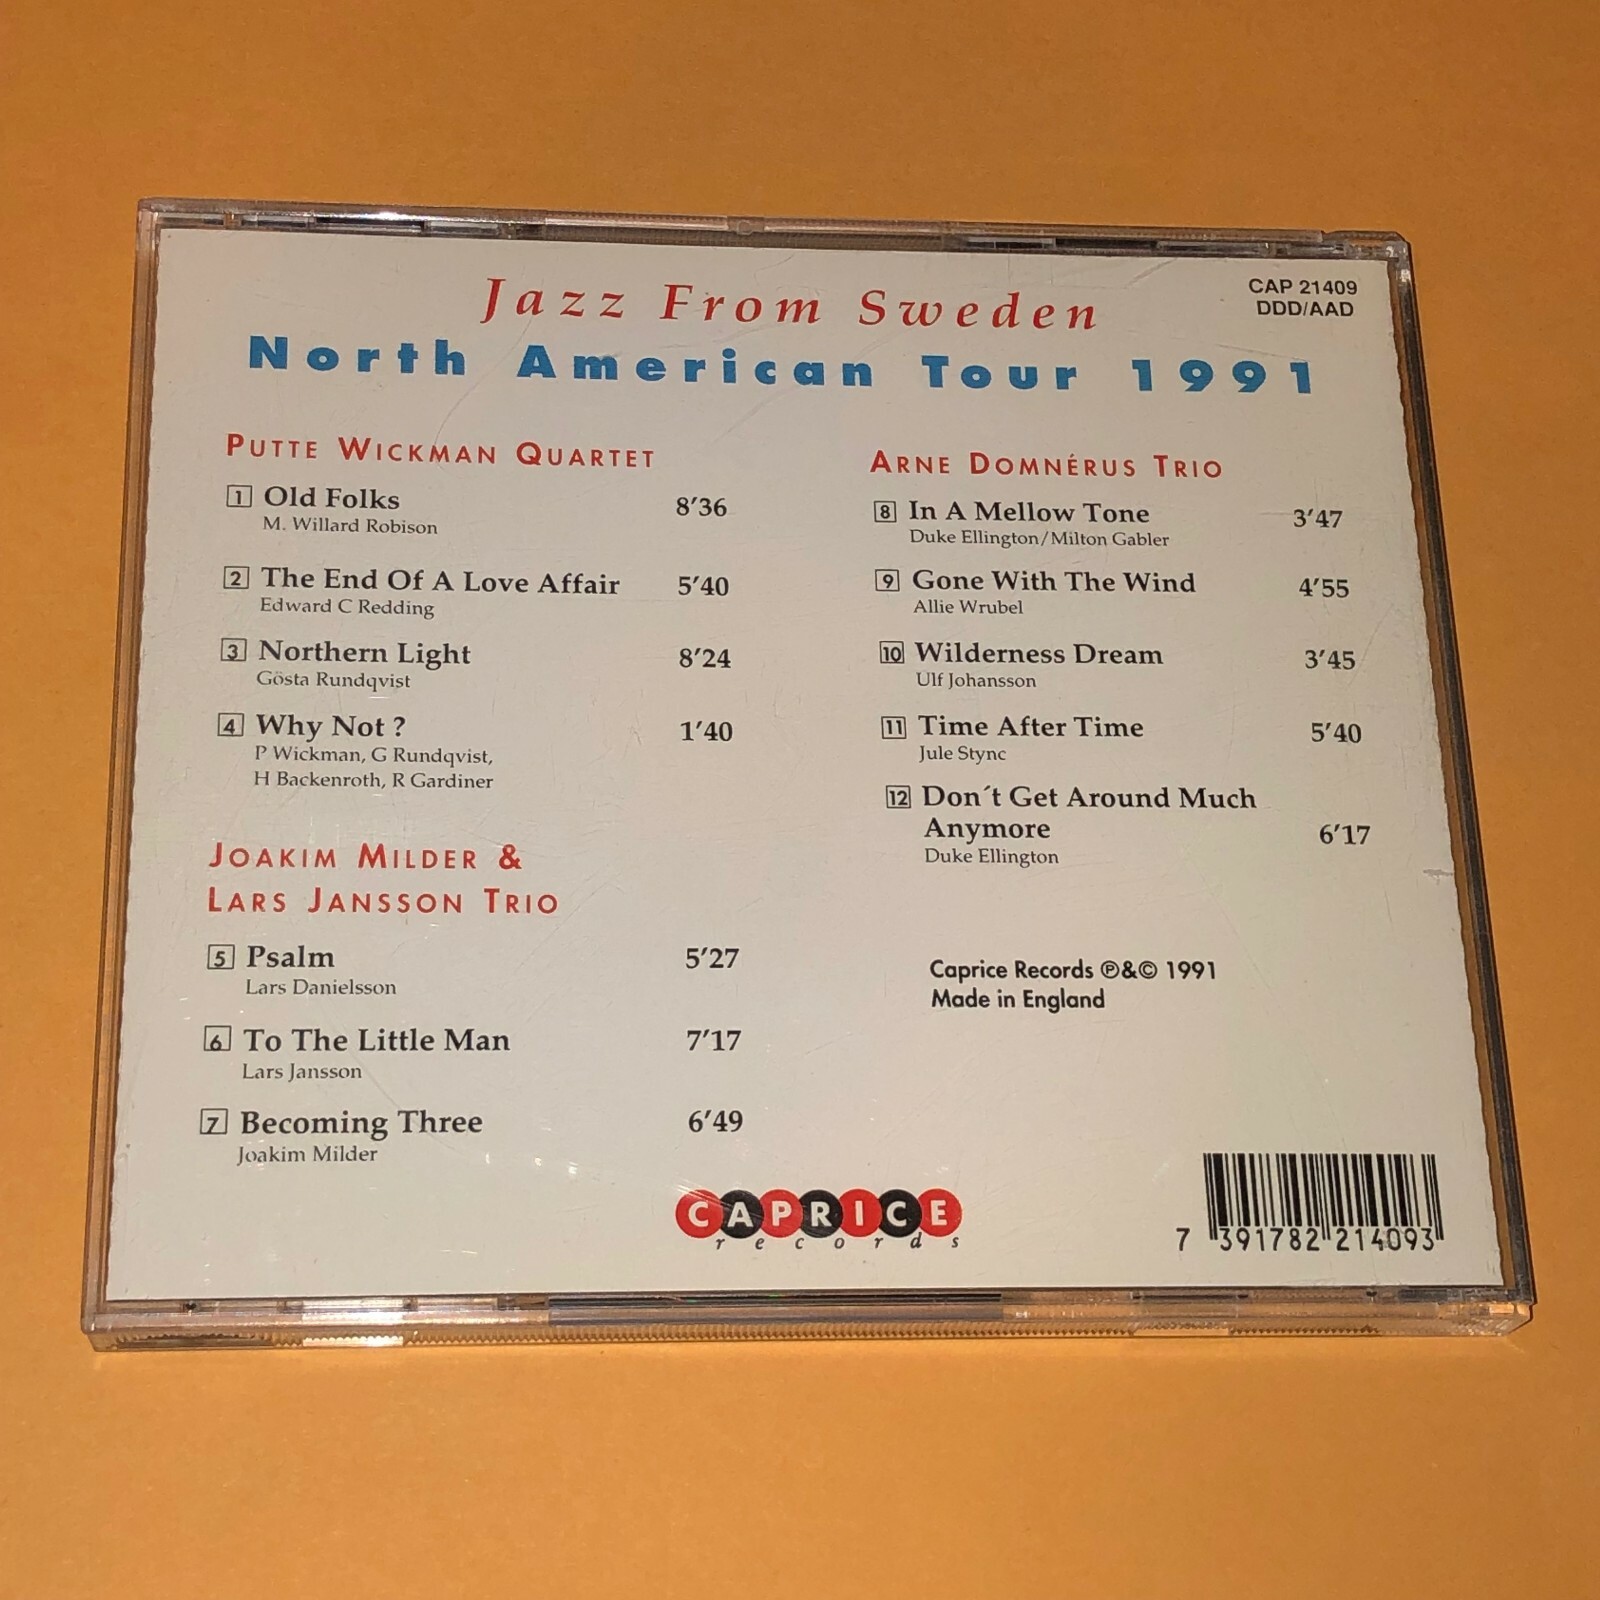 Jazz From Sweden
North American Tour 1991
CAP 21409
DDD/AAD
PUTTE WICKMAN QUARTET
1 Old Folks 8'36
M. Willard Robison
2 The End Of A Love Affair 5'40
Edward C Redding
3 Northern Light 8'24
Gösta Rundqvist
4 Why Not ? 1'40
P Wickman, G Rundqvist,
H Backenroth, R Gardiner
JOAKIM MILDER &
LARS JANSSON TRIO
5 Psalm 5'27
Lars Danielsson
6 To The Little Man 7'17
Lars Jansson
7 Becoming Three 6'49
Joakim Milder
ARNE DOMNÉRUS TRIO
8 In A Mellow Tone 3'47
Duke Ellington/Milton Gabler
9 Gone With The Wind 4'55
Allie Wrubel
10 Wilderness Dream 3'45
Ulf Johansson
11 Time After Time 5'40
Jule Stync
12 Don´t Get Around Much
Anymore 6'17
Duke Ellington
Caprice Records ℗&© 1991
Made in England
CAPRICE
records
7 391782 214093